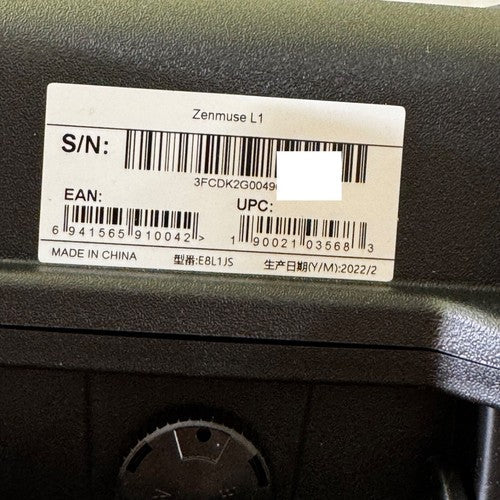 Zenmuse L1
S/N:
3FCDK2G0049
EAN:
UPC:
6 941565 910042 >
1 90021 03568 3
MADE IN CHINA 型番:E8L1JS 生产日期(Y/M):2022/2